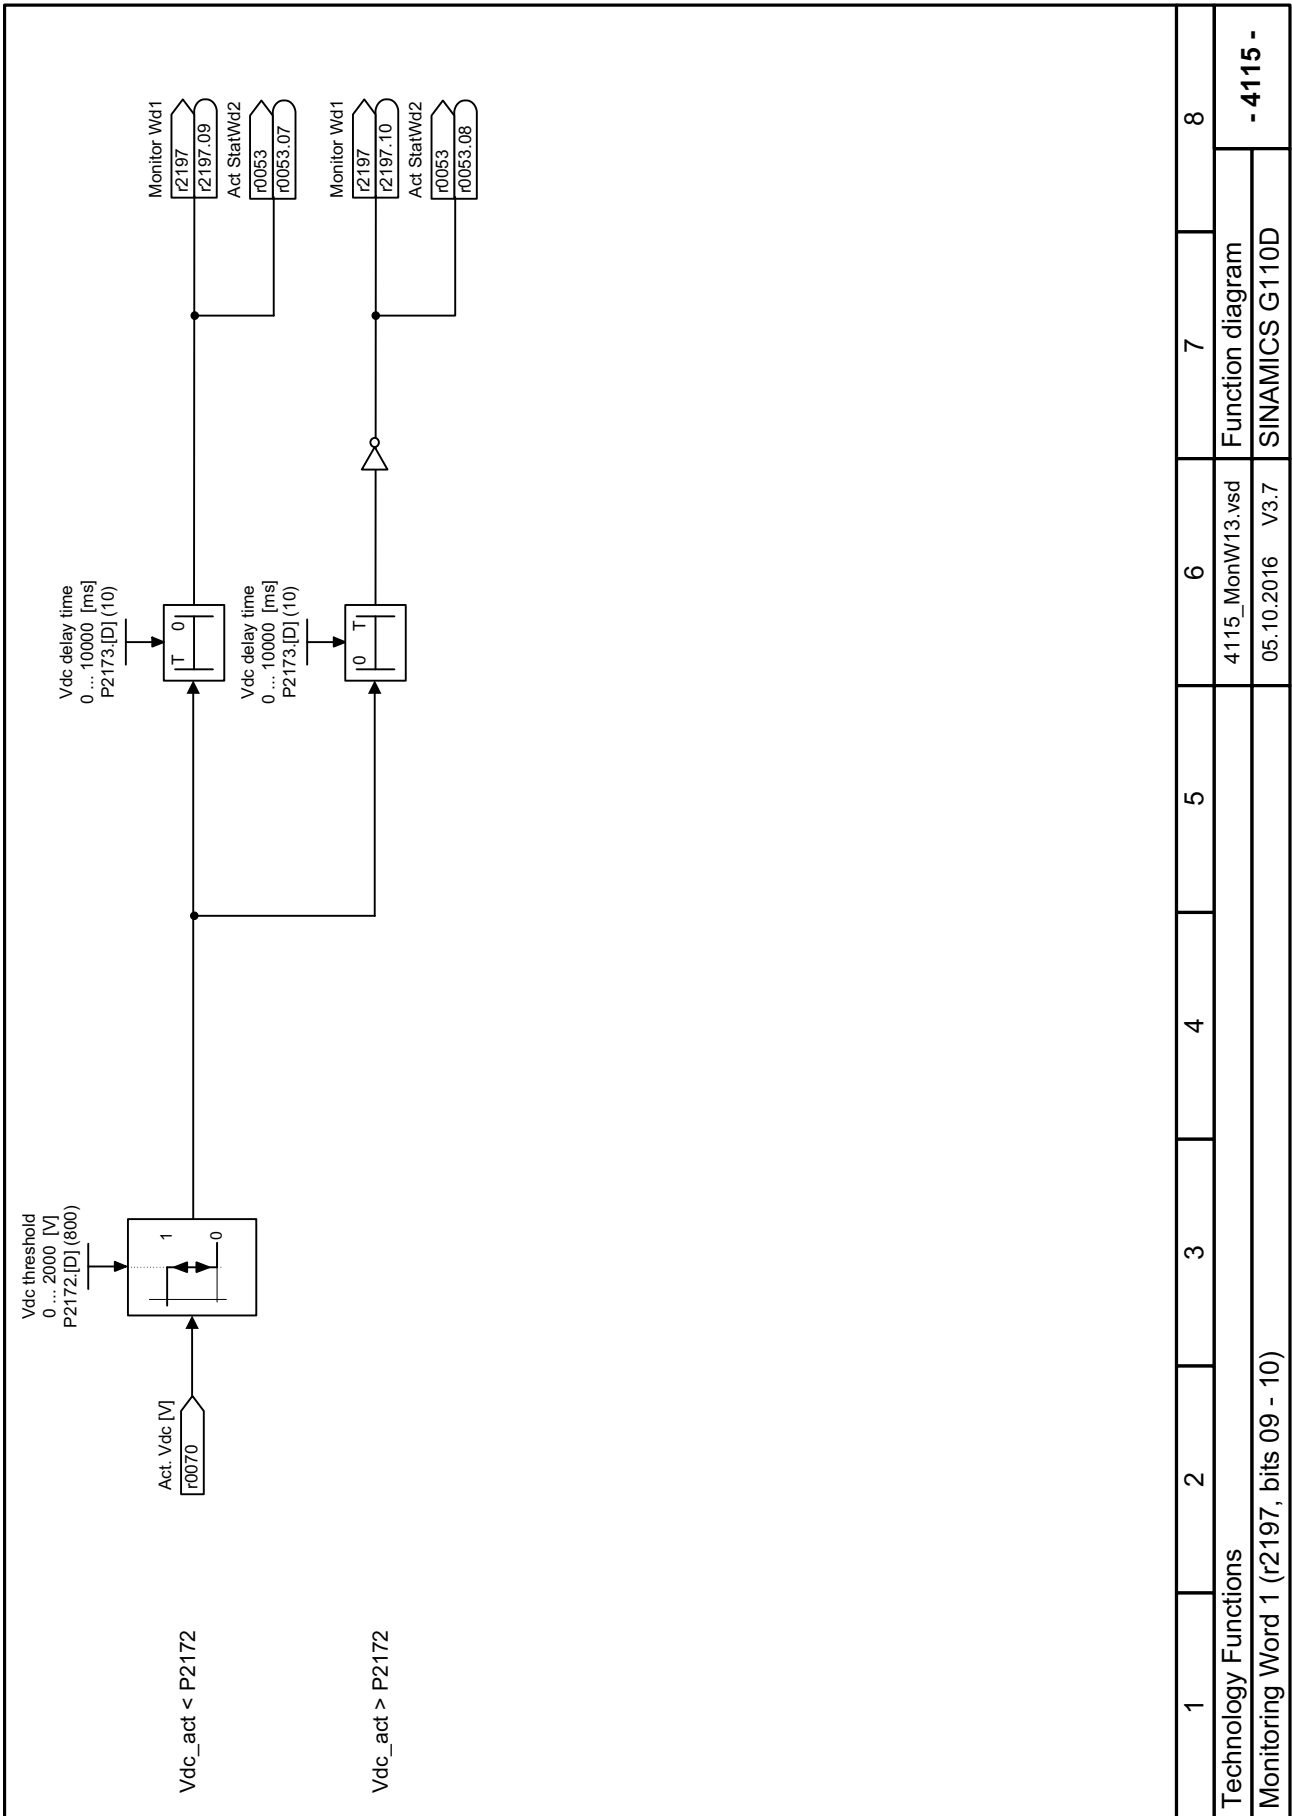 Vdc_act < P2172
Vdc_act > P2172
Act. Vdc [V]
r0070
Vdc threshold
0 ... 2000 [V]
P2172.[D] (800)
1
0
Vdc delay time
0 ... 10000 [ms]
P2173.[D] (10)
T 0
Vdc delay time
0 ... 10000 [ms]
P2173.[D] (10)
0 T
Monitor Wd1
r2197
r2197.09
Act StatWd2
r0053
r0053.07
Monitor Wd1
r2197
r2197.10
Act StatWd2
r0053
r0053.08
1 2 3 4 5 6 7 8
Technology Functions 4115_MonW13.vsd Function diagram
- 4115 -
Monitoring Word 1 (r2197, bits 09 - 10) 05.10.2016 V3.7 SINAMICS G110D